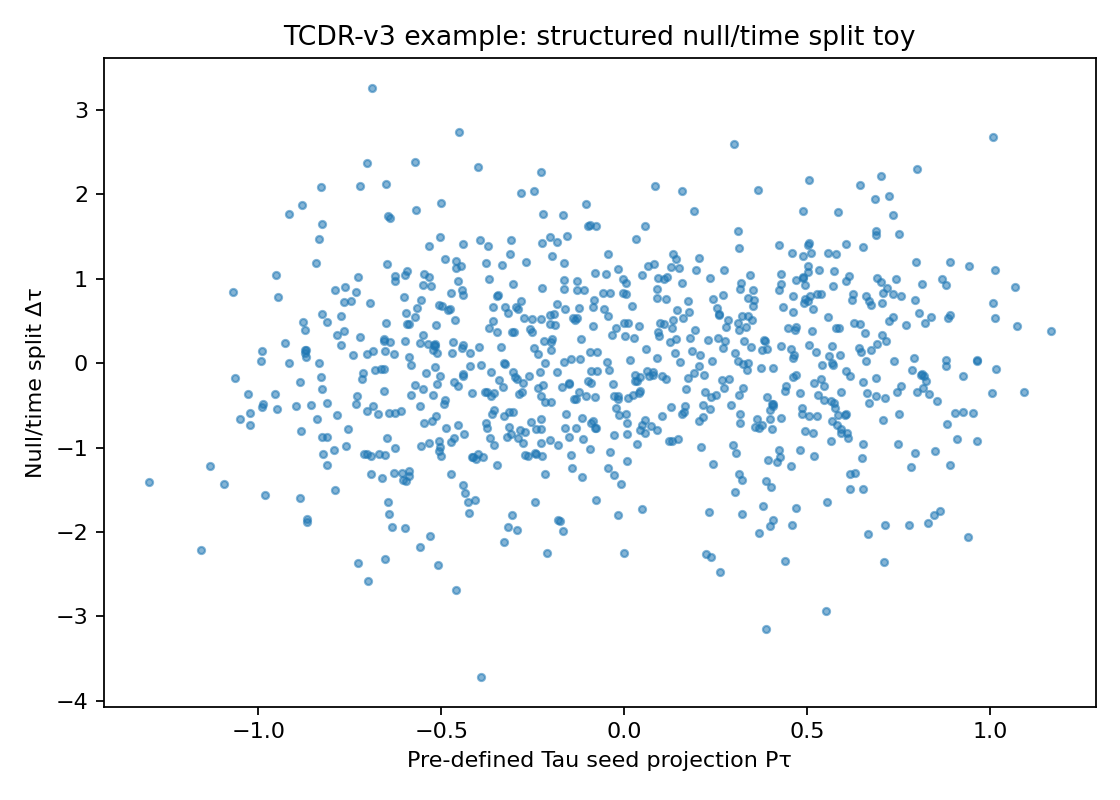 TCDR-v3 example: structured null/time split toy
3
2
1
0
−1
−2
−3
−4
Null/time split Δτ
−1.0 −0.5 0.0 0.5 1.0
Pre-defined Tau seed projection Pτ